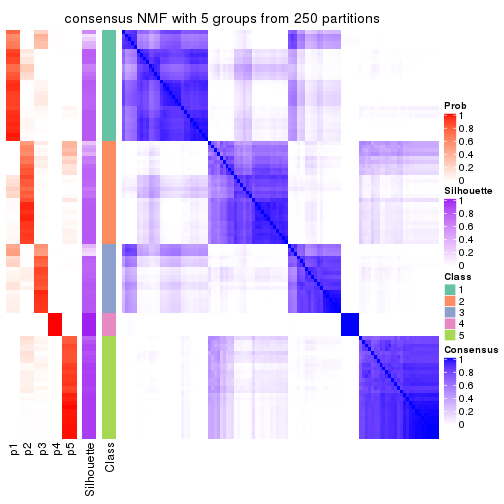 consensus NMF with 5 groups from 250 partitions
Prob
1
0.8
0.6
0.4
0.2
0
Silhouette
1
0.8
0.6
0.4
0.2
0
Class
1
2
3
4
5
Consensus
1
0.8
0.6
0.4
0.2
0
p1
p2
p3
p4
p5
Silhouette
Class